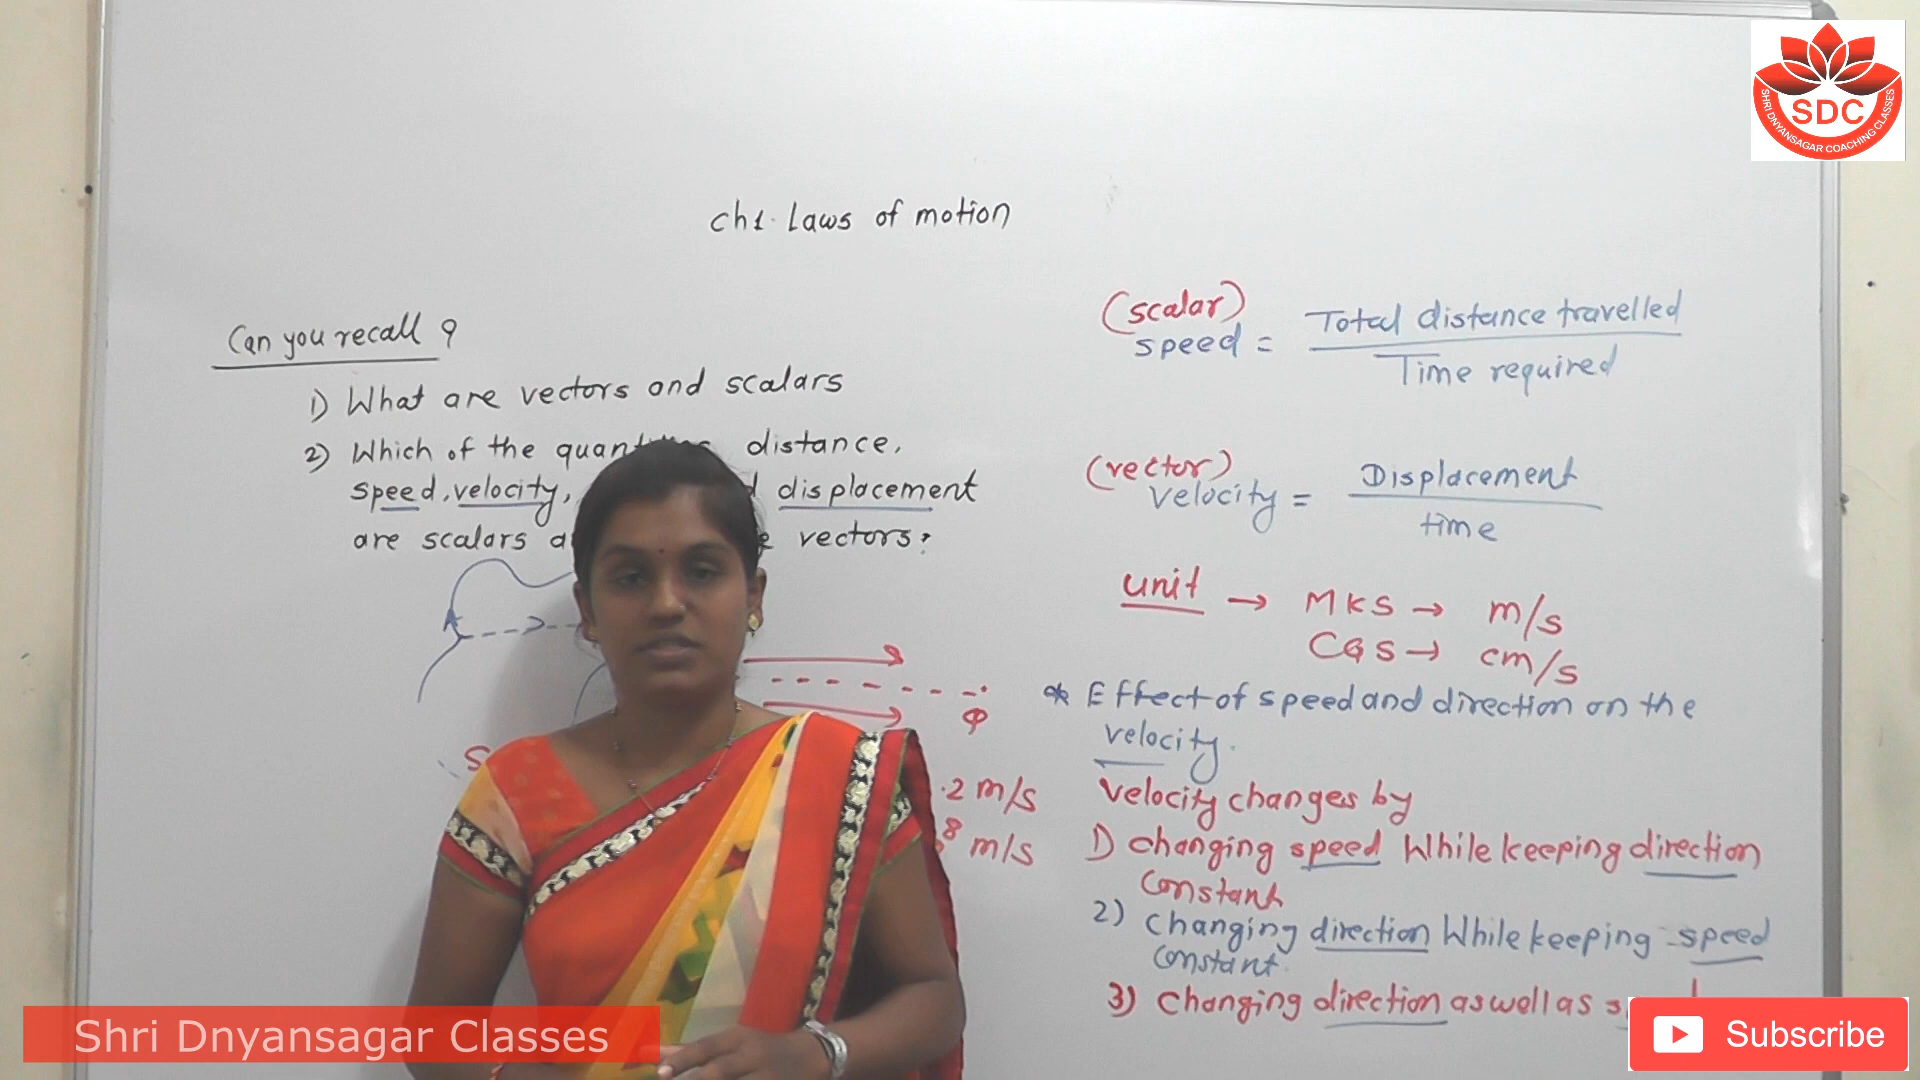 SDC
SHRI DNYANSAGAR COACHING CLASSES
ch1. Laws of motion
Can you recall ?
1) What are vectors and scalars
2) Which of the distance,
speed, velocity, displacement
are scalars vectors?
S
φ
.2 m/s
8 m/s
(scalar)
speed = Total distance travelled
Time required
(vector)
velocity = Displacement
time
unit → MKS → m/s
CGS → cm/s
* Effect of speed and direction on the
velocity.
Velocity changes by
1) changing speed While keeping direction
constant
2) changing direction While keeping speed
constant.
3) changing direction as well as
Shri Dnyansagar Classes
Subscribe